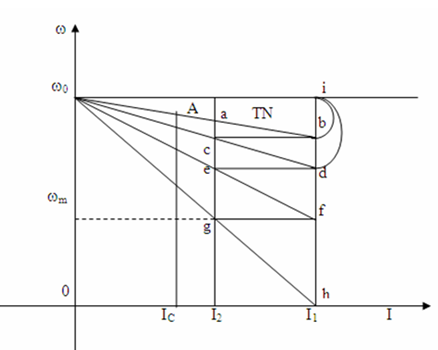 ω
ω₀ i
A a TN b
c
e d
ωm f
g
0 h
IC I2 I1 I